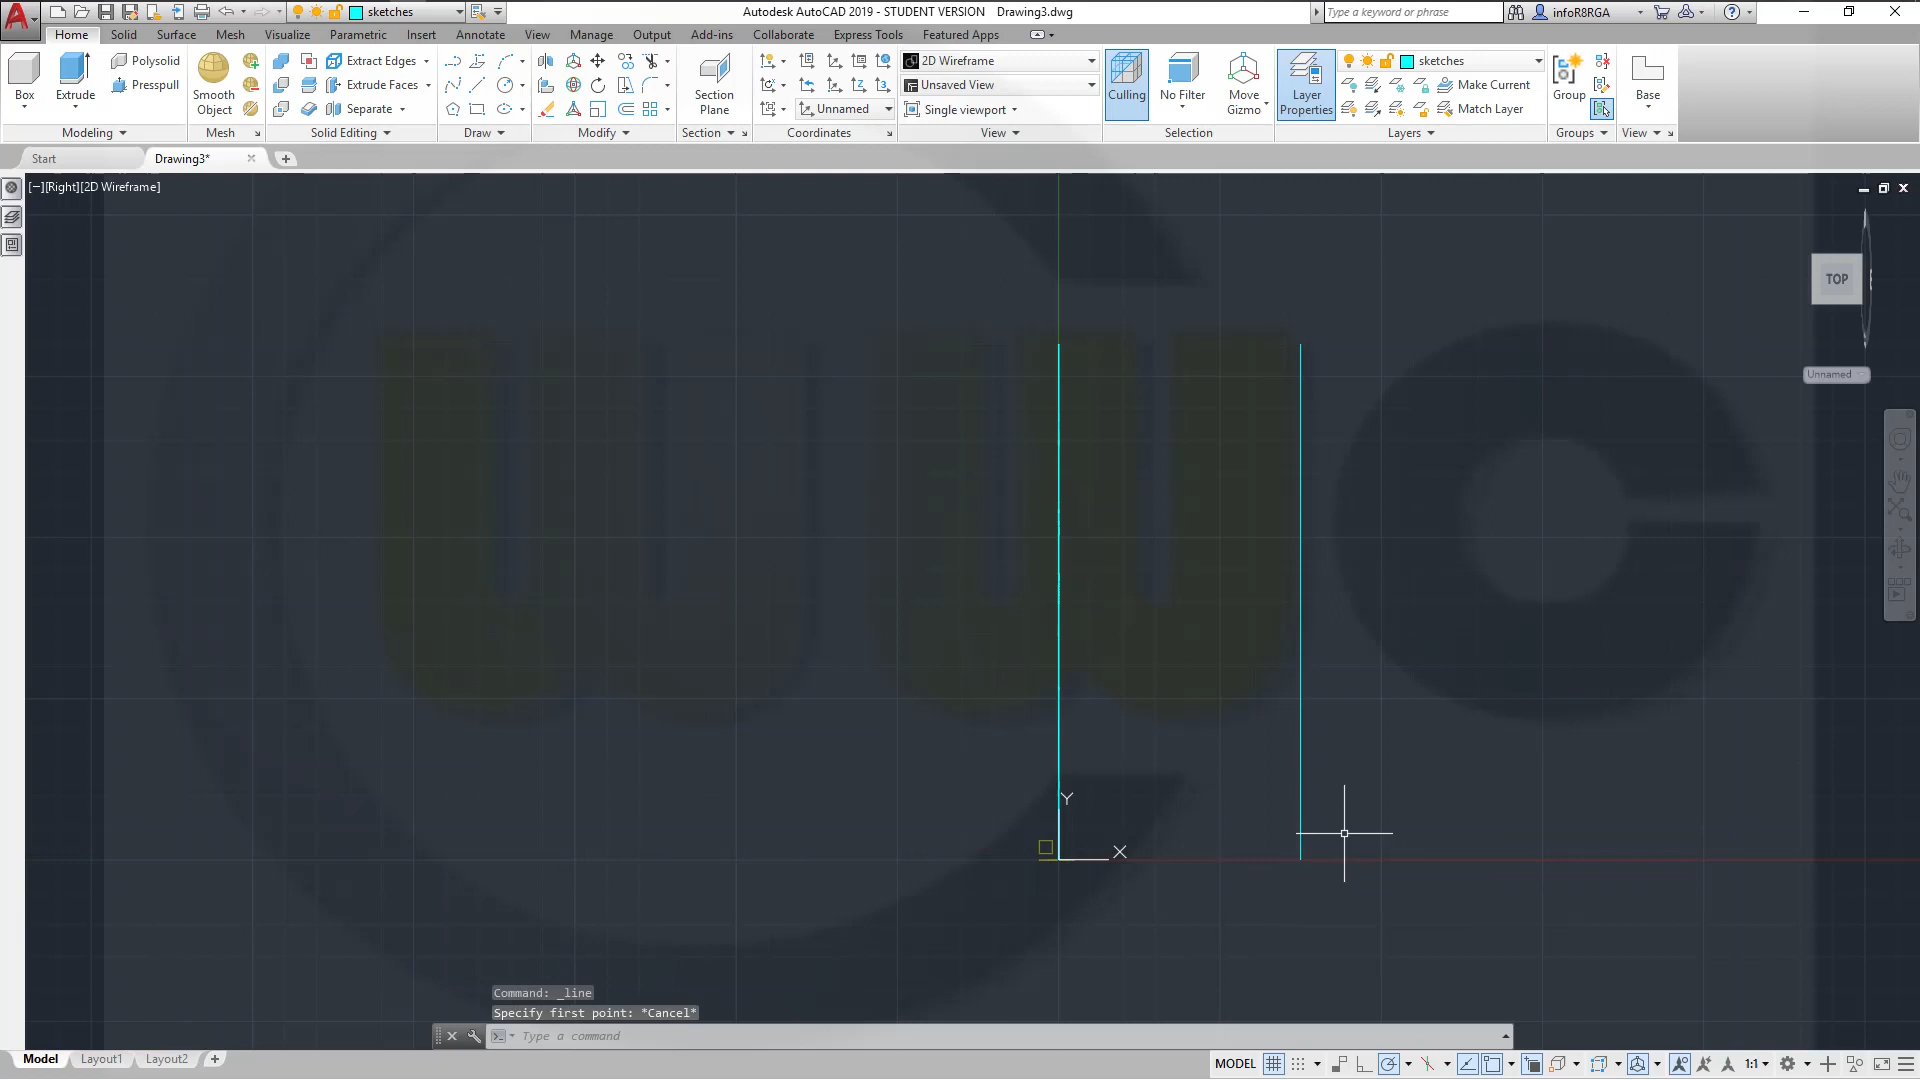 sketches
Autodesk AutoCAD 2019 - STUDENT VERSION Drawing3.dwg
Type a keyword or phrase
infoR8RGA
Home Solid Surface Mesh Visualize Parametric Insert Annotate View Manage Output Add-ins Collaborate Express Tools Featured Apps
Polysolid Extract Edges 2D Wireframe sketches
Presspull Extrude Faces Unsaved View Make Current
Box Extrude Smooth Object Separate Section Plane Unnamed Single viewport Culling No Filter Move Gizmo Layer Properties Match Layer Group Base
Modeling Mesh Solid Editing Draw Modify Section Coordinates View Selection Layers Groups View
Start Drawing3*
[−][Right][2D Wireframe]
TOP
Unnamed
Y
X
Command: _line
Specify first point: *Cancel*
Type a command
Model Layout1 Layout2
MODEL 1:1